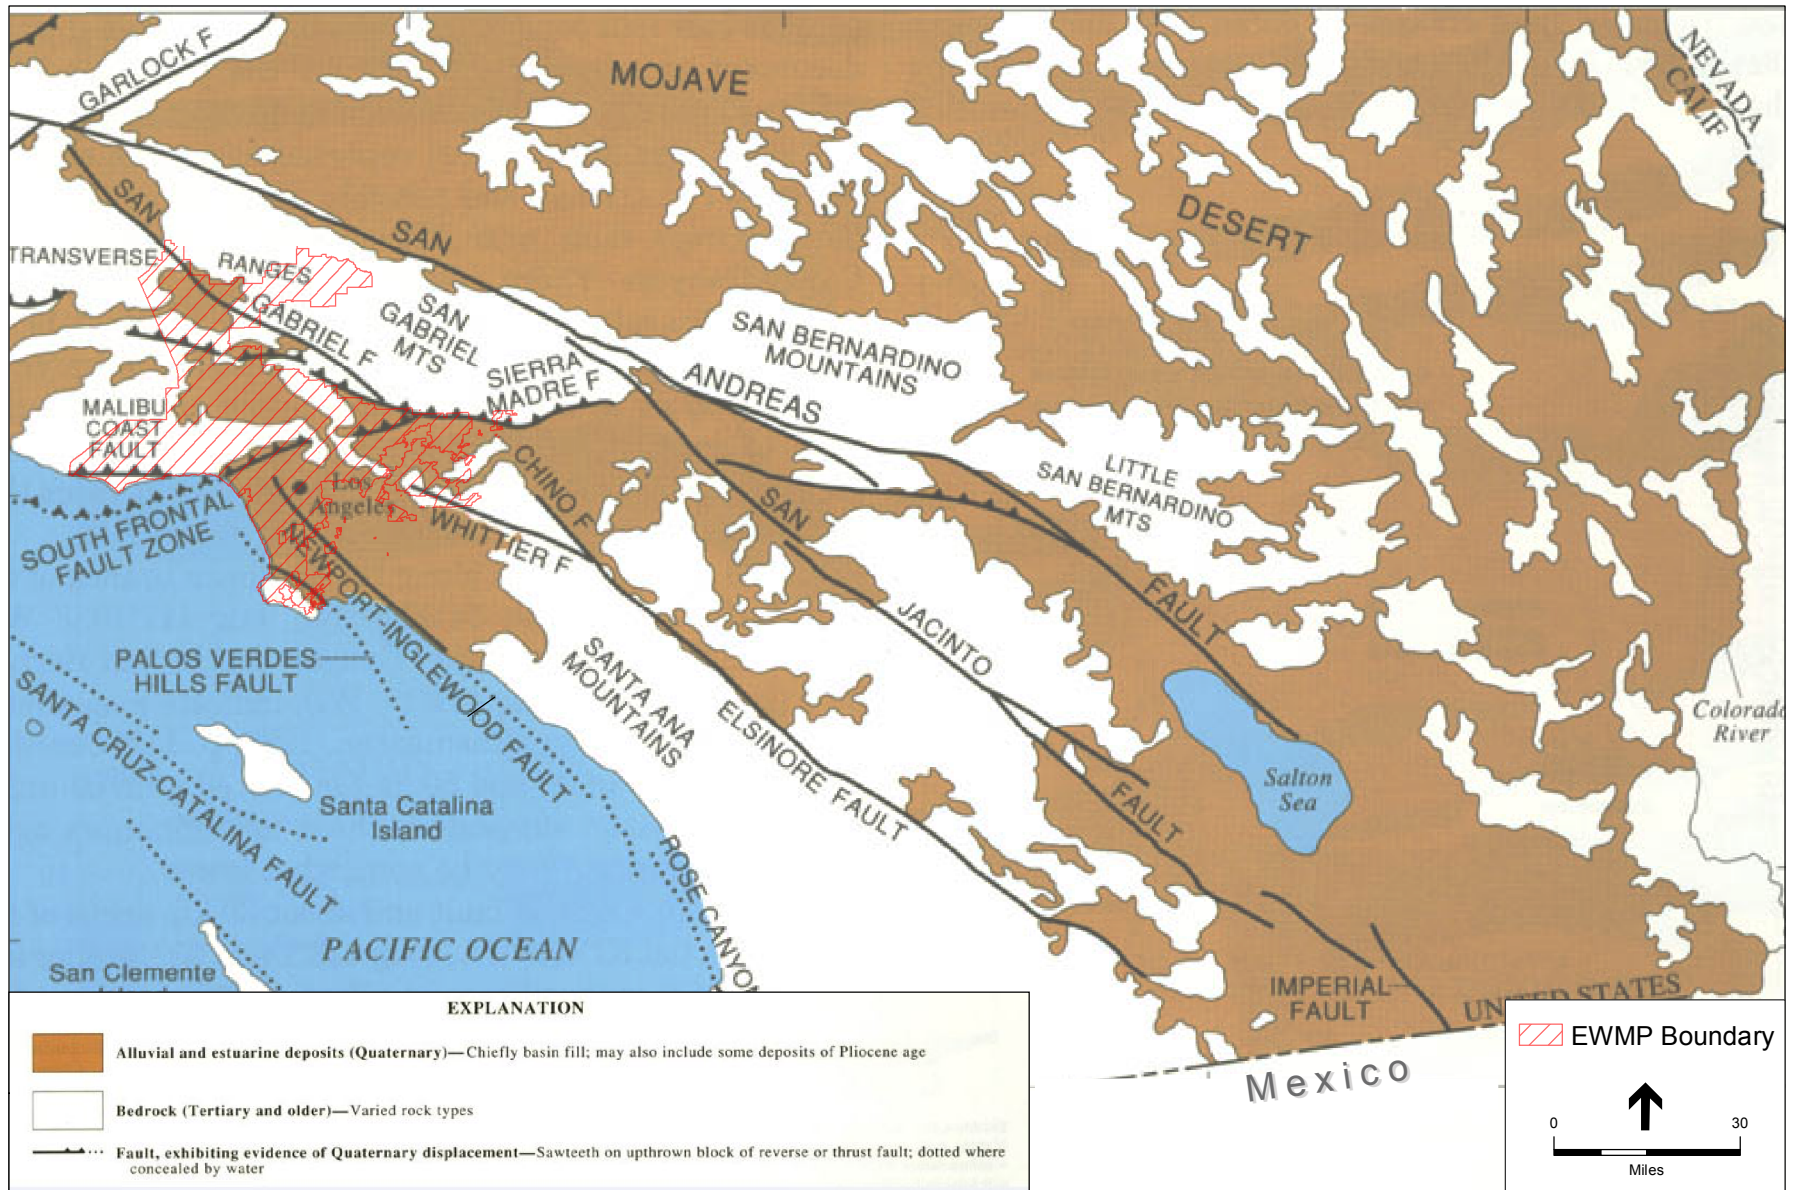 GARLOCK F
MOJAVE
NEVADA
CALIF
DESERT
SAN
SAN
TRANSVERSE
RANGES
GABRIEL F
SAN
GABRIEL
MTS
SIERRA
MADRE F
SAN BERNARDINO
MOUNTAINS
ANDREAS
MALIBU
COAST
FAULT
LITTLE
SAN BERNARDINO
MTS
CHINO F
SAN
Los
Angeles
WHITTIER F
SOUTH FRONTAL
FAULT ZONE
NEWPORT-INGLEWOOD FAULT
FAULT
JACINTO
PALOS VERDES
HILLS FAULT
SANTA ANA
MOUNTAINS
SANTA CRUZ-CATALINA FAULT
ELSINORE FAULT
Colorado
River
Salton
Sea
FAULT
Santa Catalina
Island
ROSE CANYON
PACIFIC OCEAN
San Clemente
IMPERIAL
FAULT
UNITED STATES
Mexico
EXPLANATION
Alluvial and estuarine deposits (Quaternary)—Chiefly basin fill; may also include some deposits of Pliocene age
Bedrock (Tertiary and older)—Varied rock types
Fault, exhibiting evidence of Quaternary displacement—Sawteeth on upthrown block of reverse or thrust fault; dotted where
concealed by water
EWMP Boundary
0 30
Miles